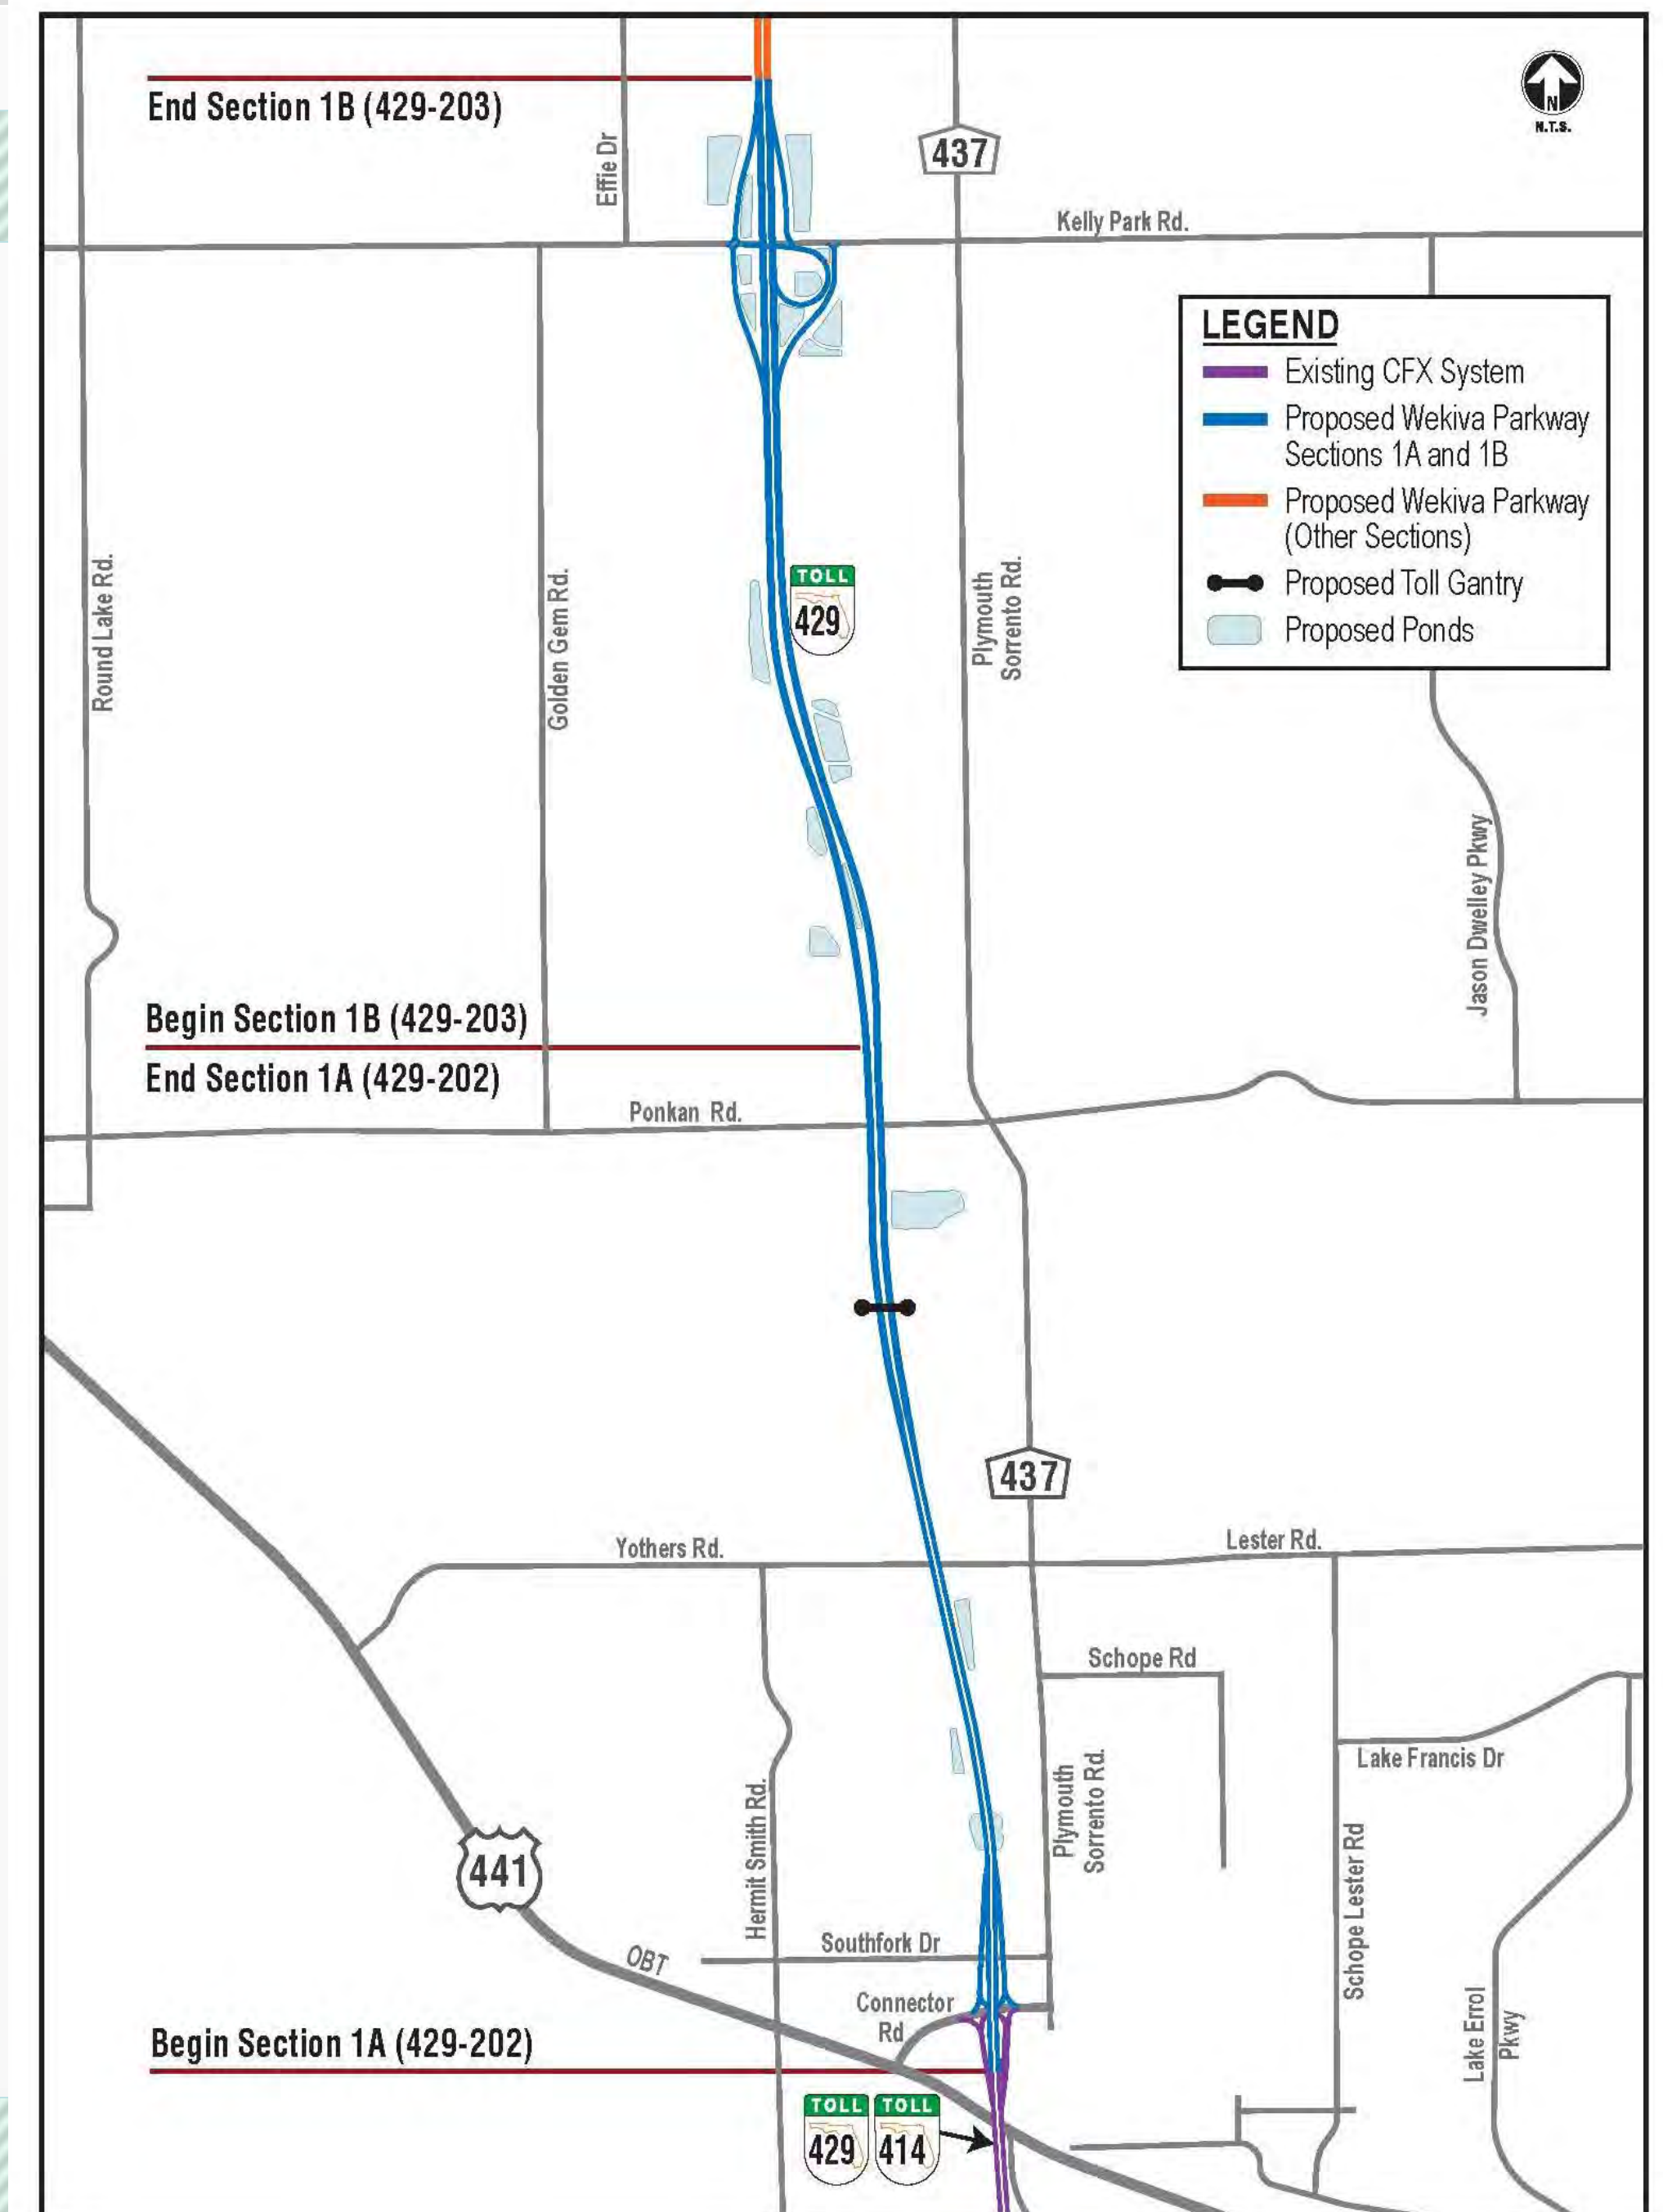 End Section 1B (429-203)
Effie Dr
437
N
N.T.S.
Kelly Park Rd.
LEGEND
Existing CFX System
Proposed Wekiva Parkway
Sections 1A and 1B
Proposed Wekiva Parkway
(Other Sections)
Proposed Toll Gantry
Proposed Ponds
Round Lake Rd.
Golden Gem Rd.
TOLL
429
Plymouth
Sorrento Rd.
Jason Dwelley Pkwy
Begin Section 1B (429-203)
End Section 1A (429-202)
Ponkan Rd.
437
Yothers Rd.
Lester Rd.
Schope Rd
Lake Francis Dr
Plymouth
Sorrento Rd.
Hermit Smith Rd.
441
Schope Lester Rd
Southfork Dr
OBT
Connector
Rd
Lake Errol
Pkwy
Begin Section 1A (429-202)
TOLL
429
TOLL
414